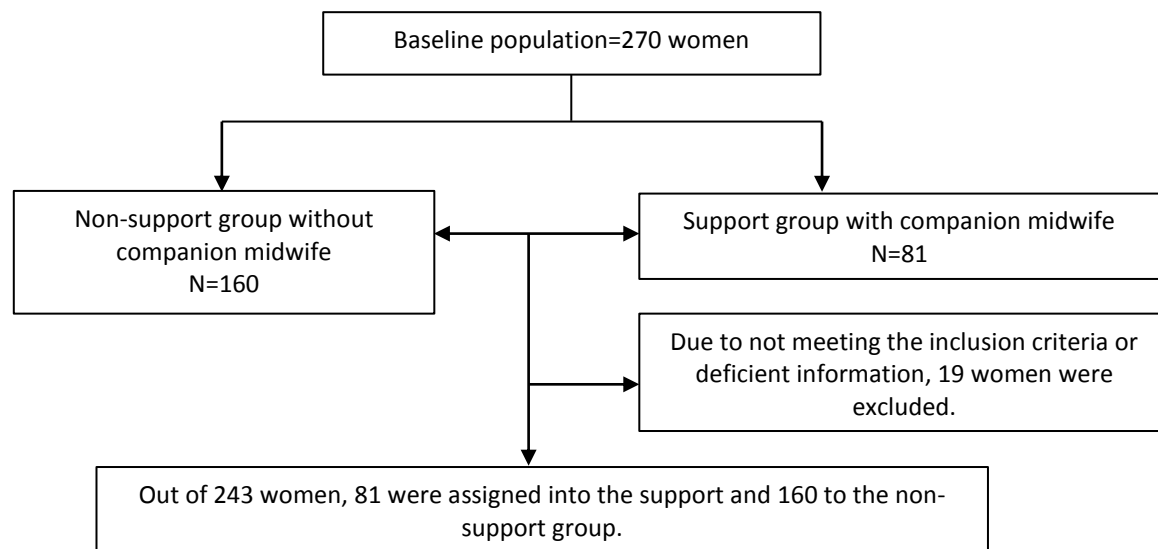 Baseline population=270 women
Non-support group without
companion midwife
N=160
Support group with companion midwife
N=81
Due to not meeting the inclusion criteria or
deficient information, 19 women were
excluded.
Out of 243 women, 81 were assigned into the support and 160 to the non-
support group.